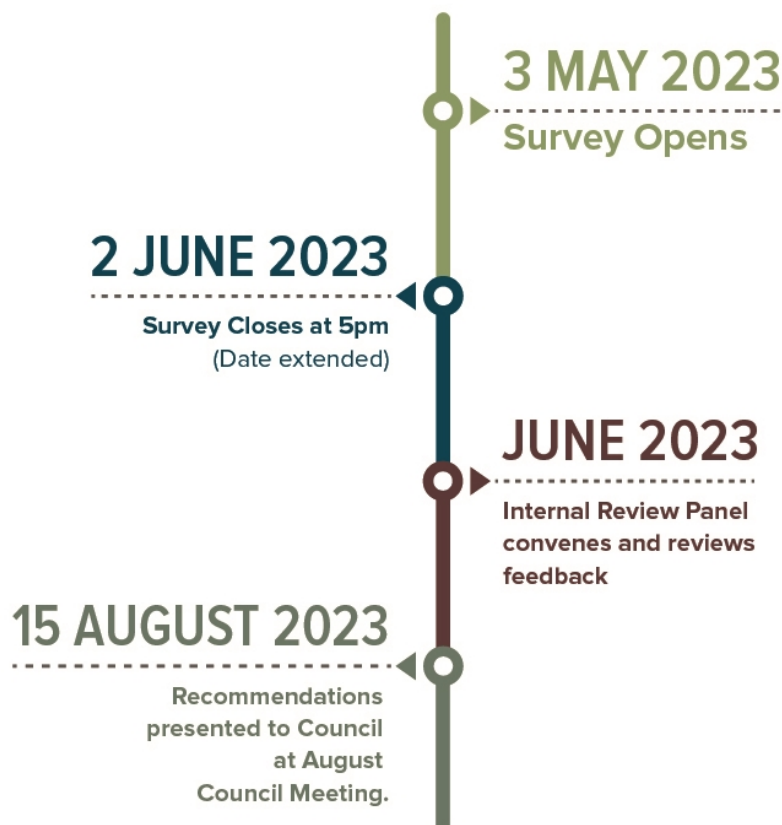 3 MAY 2023
Survey Opens
2 JUNE 2023
Survey Closes at 5pm
(Date extended)
JUNE 2023
Internal Review Panel
convenes and reviews
feedback
15 AUGUST 2023
Recommendations
presented to Council
at August
Council Meeting.